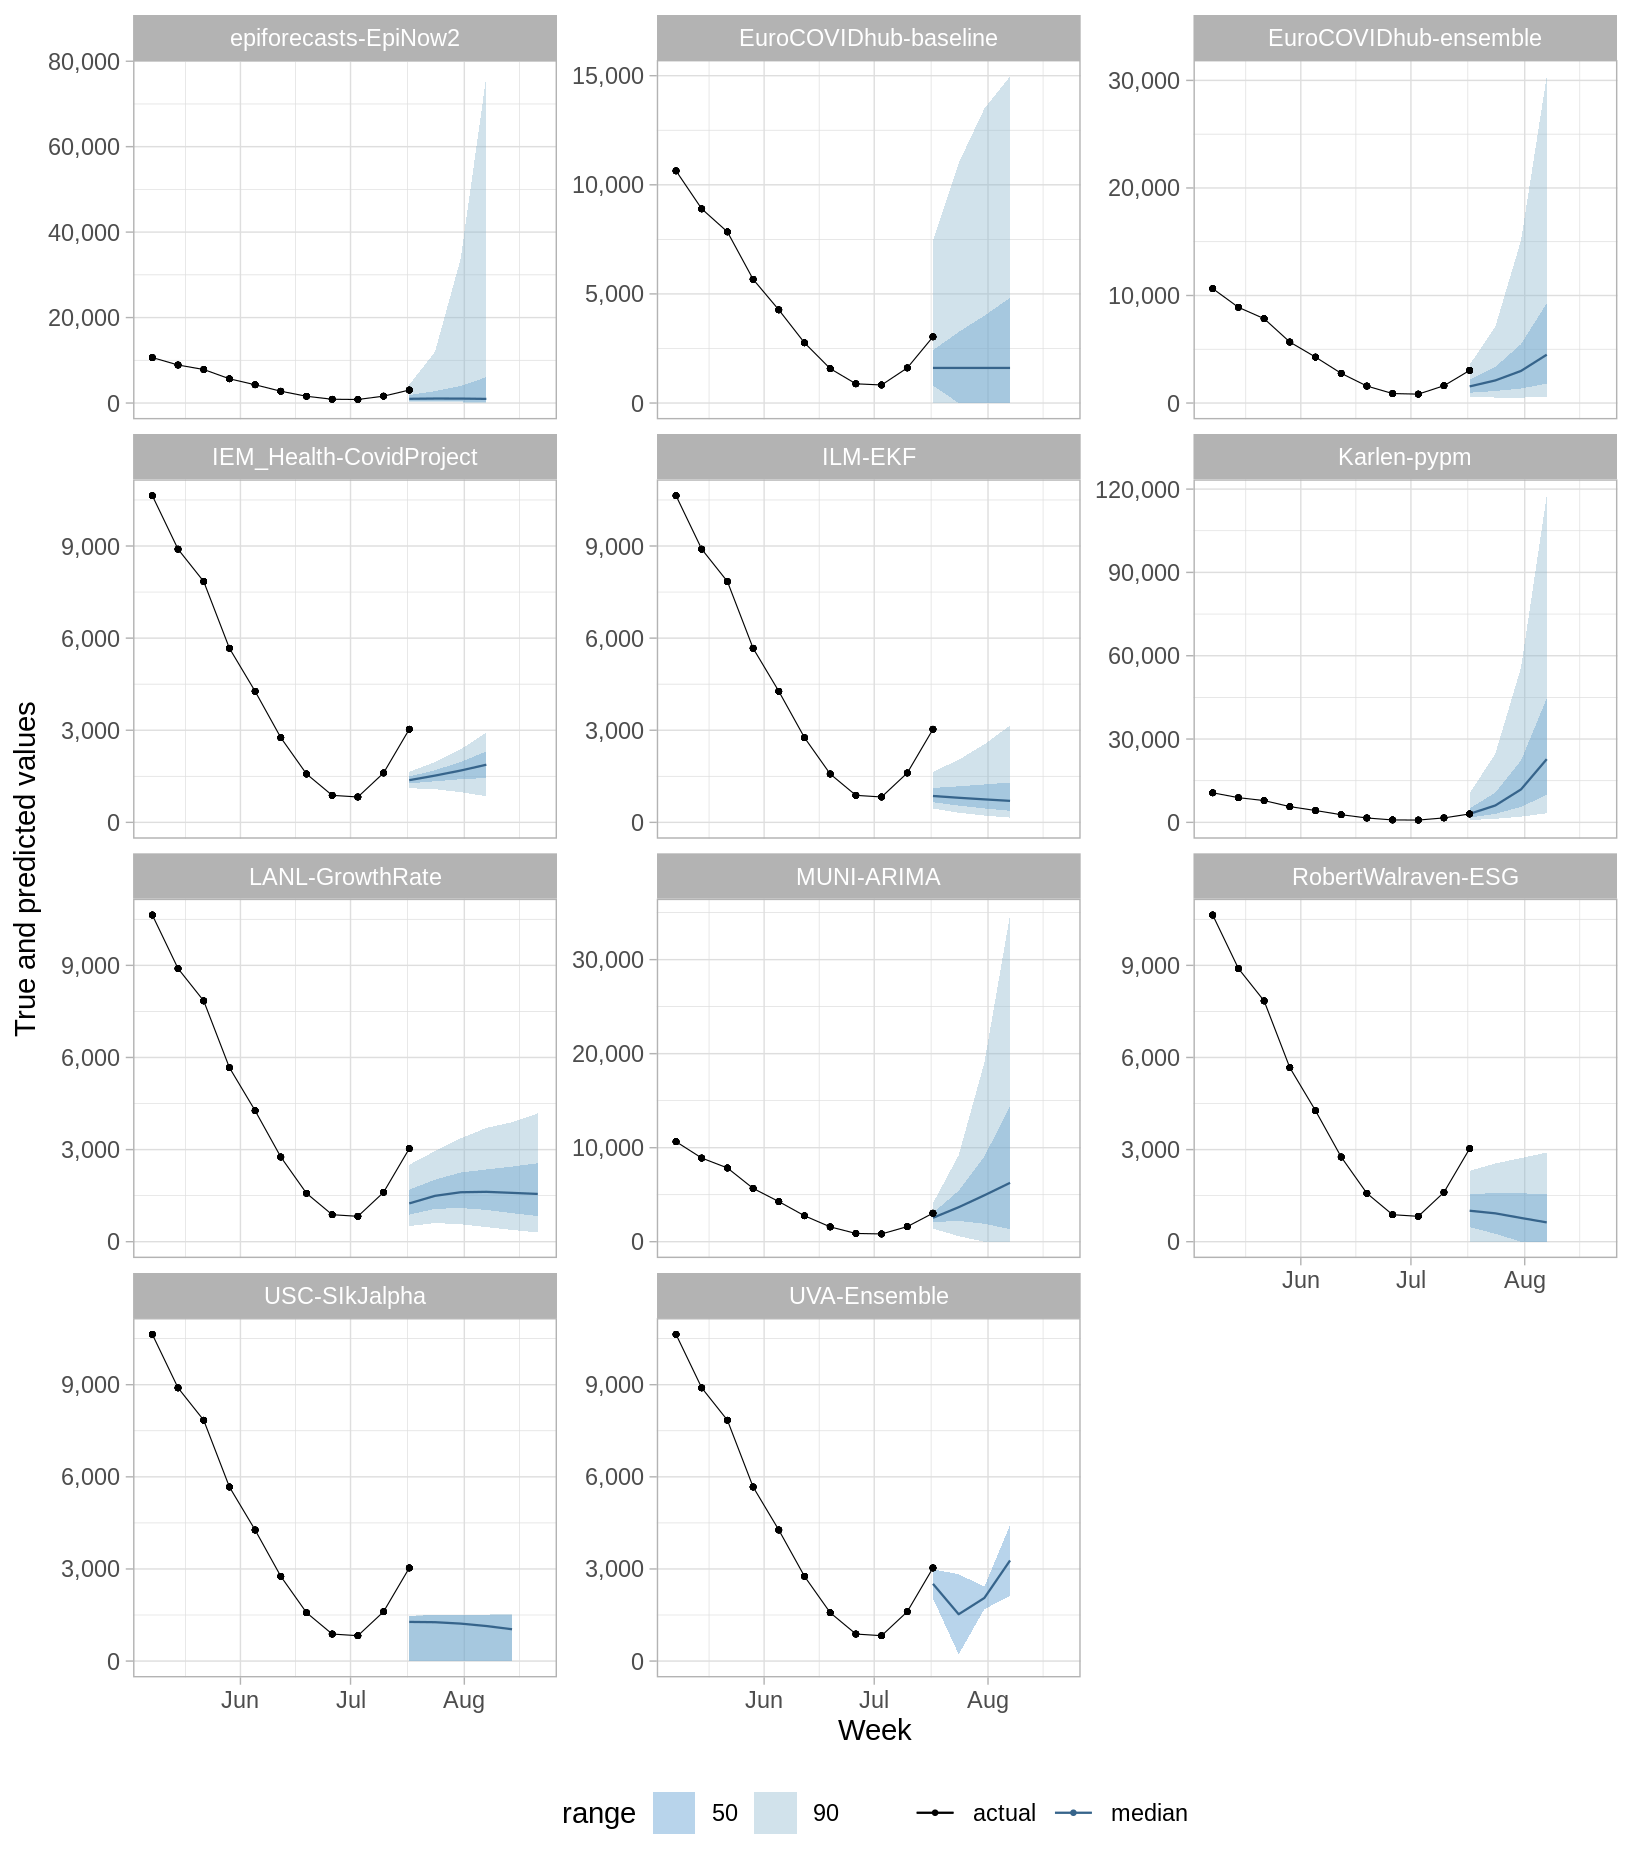 epiforecasts-EpiNow2
EuroCOVIDhub-baseline
EuroCOVIDhub-ensemble
80,000
60,000
40,000
20,000
0
15,000
10,000
5,000
0
30,000
20,000
10,000
0
IEM_Health-CovidProject
ILM-EKF
Karlen-pypm
9,000
6,000
3,000
0
9,000
6,000
3,000
0
120,000
90,000
60,000
30,000
0
True and predicted values
LANL-GrowthRate
MUNI-ARIMA
RobertWalraven-ESG
9,000
6,000
3,000
0
30,000
20,000
10,000
0
9,000
6,000
3,000
0
Jun Jul Aug
USC-SIkJalpha
UVA-Ensemble
9,000
6,000
3,000
0
9,000
6,000
3,000
0
Jun Jul Aug
Jun Jul Aug
Week
range 50 90 actual median